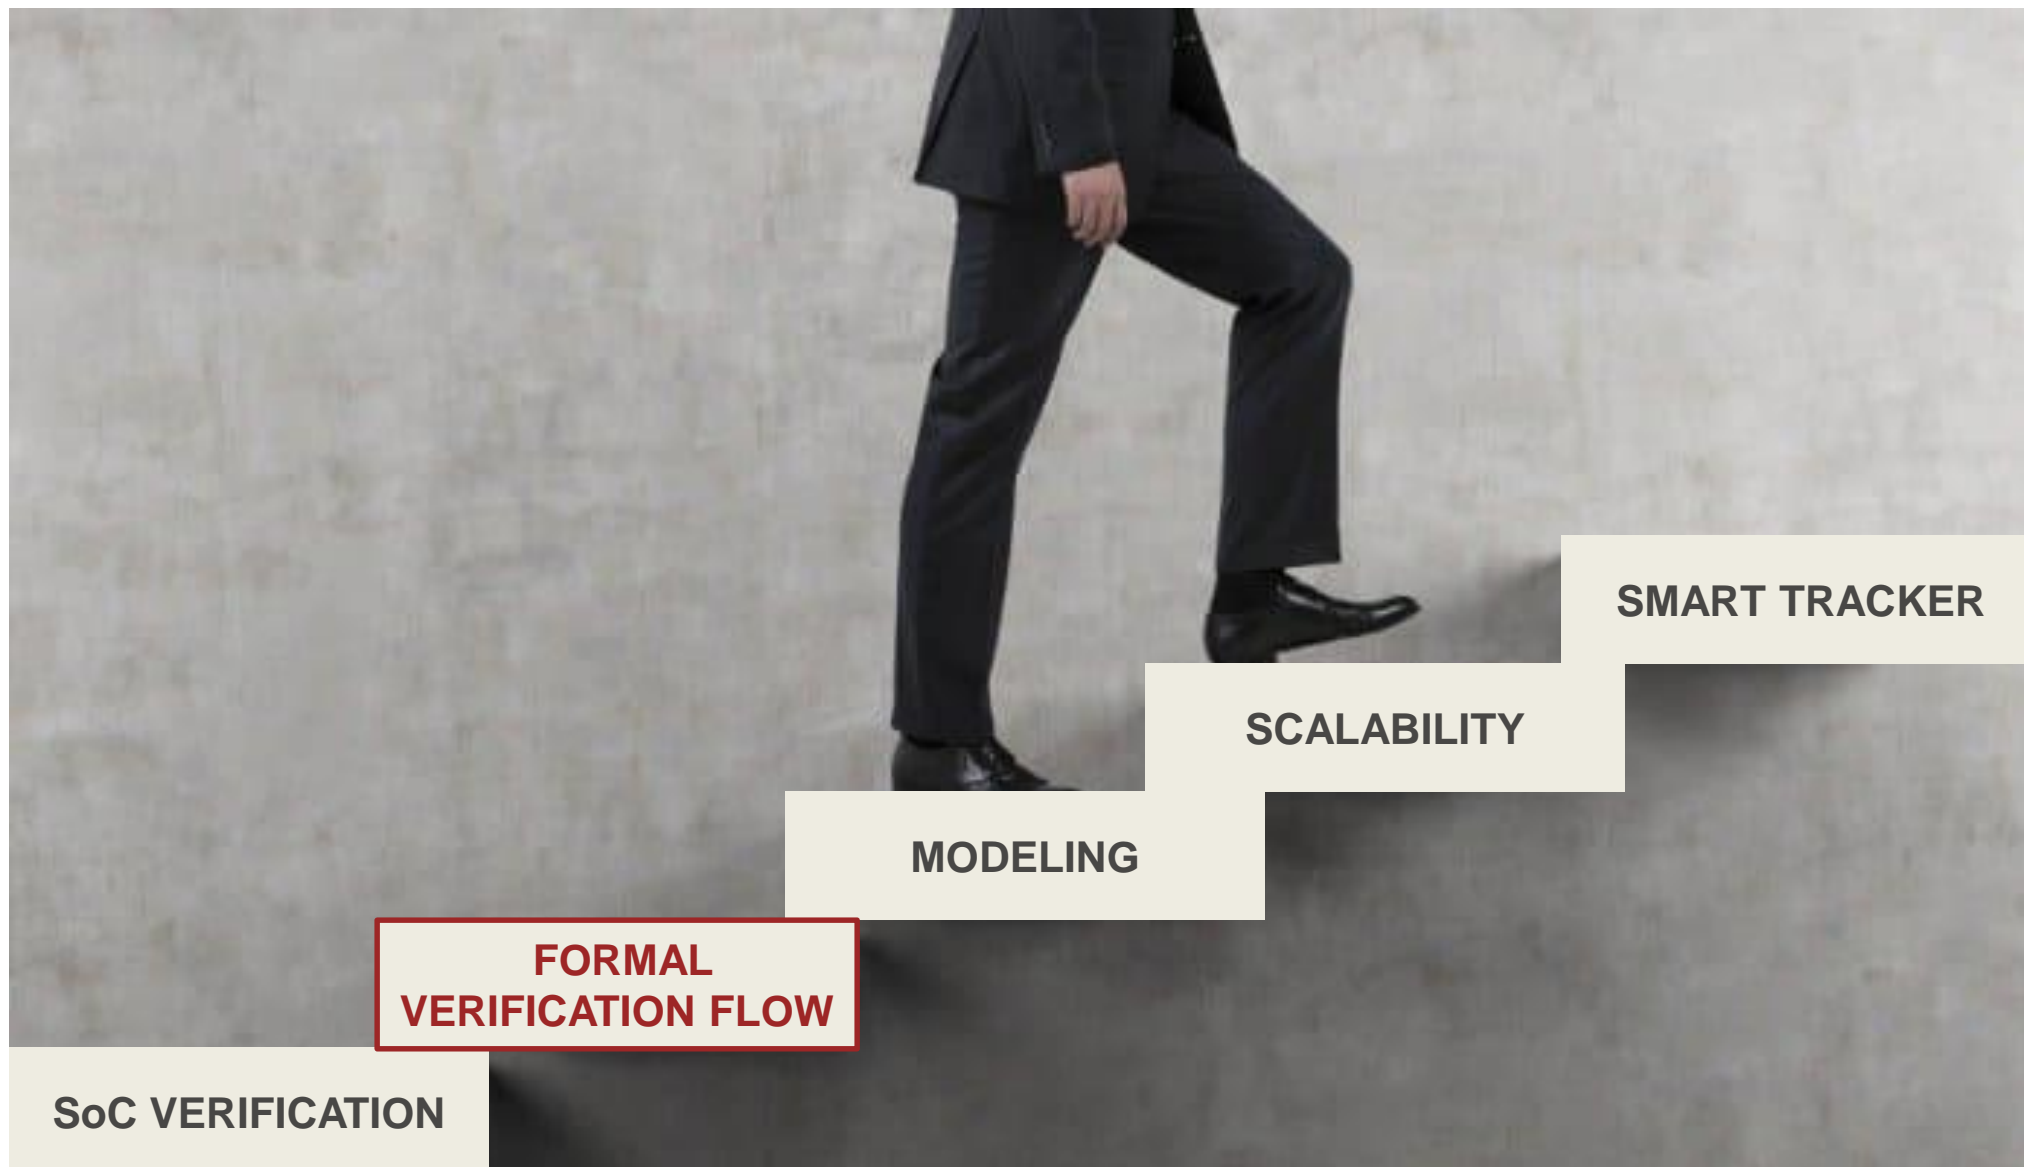 SMART TRACKER
SCALABILITY
MODELING
FORMAL
VERIFICATION FLOW
SoC VERIFICATION